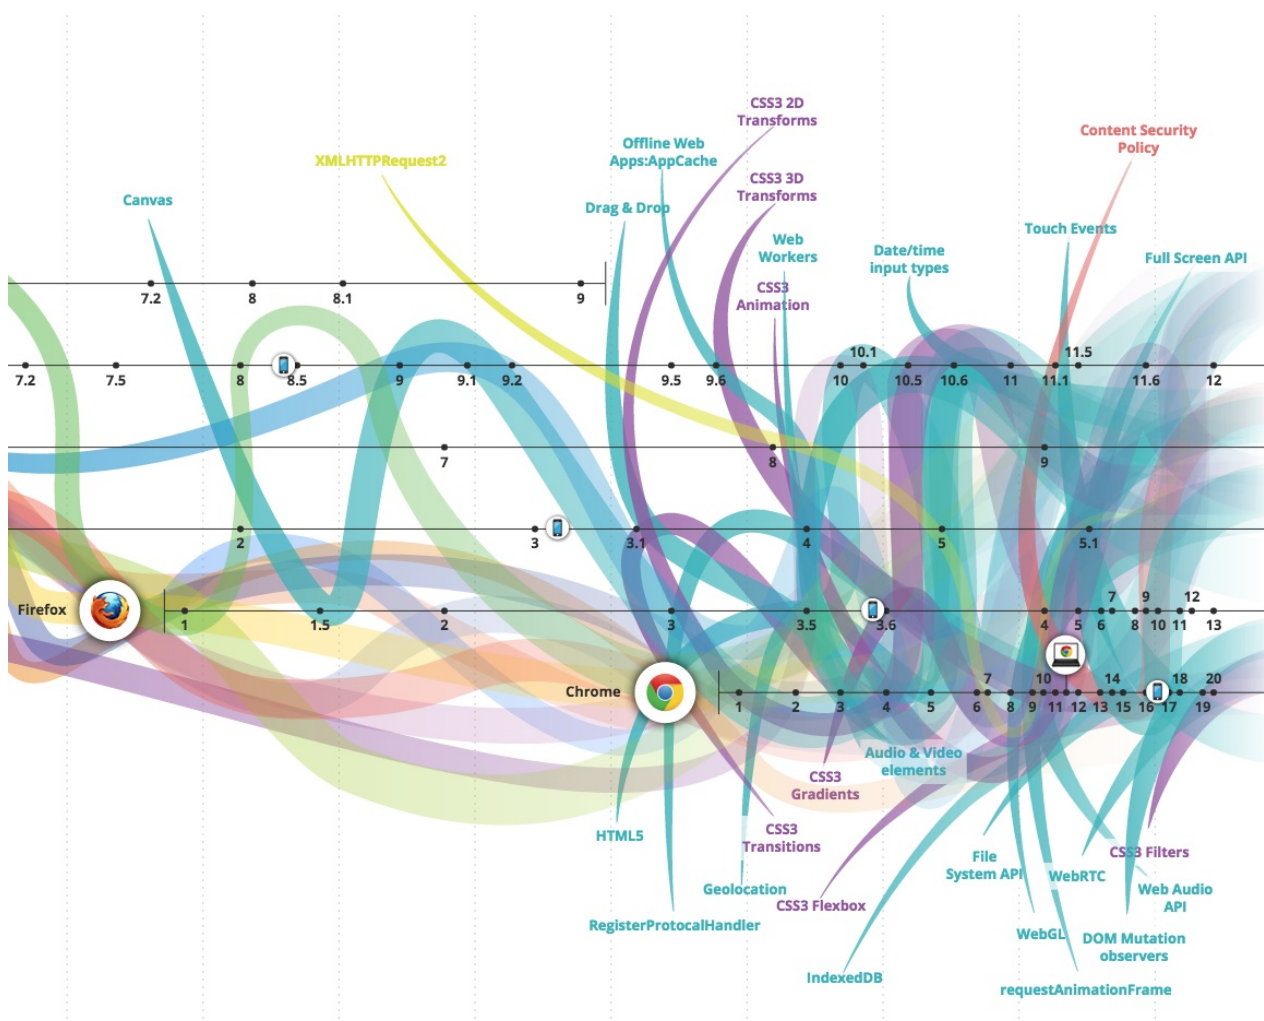 CSS3 2D
Transforms
Content Security
Policy
Offline Web
Apps:AppCache
XMLHTTPRequest2
CSS3 3D
Transforms
Canvas
Drag & Drop
Touch Events
Web
Workers
Date/time
input types
Full Screen API
CSS3
Animation
7.2 8 8.1 9
10.1 11.5
7.2 7.5 8 8.5 9 9.1 9.2 9.5 9.6 10 10.5 10.6 11 11.1 11.6 12
7 8 9
2 3 3.1 4 5 5.1
7 9 12
Firefox
1 1.5 2 3 3.5 3.6 4 5 6 8 10 11 13
7 10 14 18 20
Chrome
1 2 3 4 5 6 8 9 11 12 13 15 16 17 19
Audio & Video
elements
CSS3
Gradients
HTML5
CSS3
Transitions
File
System API
CSS3 Filters
WebRTC
Geolocation
Web Audio
API
CSS3 Flexbox
RegisterProtocalHandler
WebGL
DOM Mutation
observers
IndexedDB
requestAnimationFrame